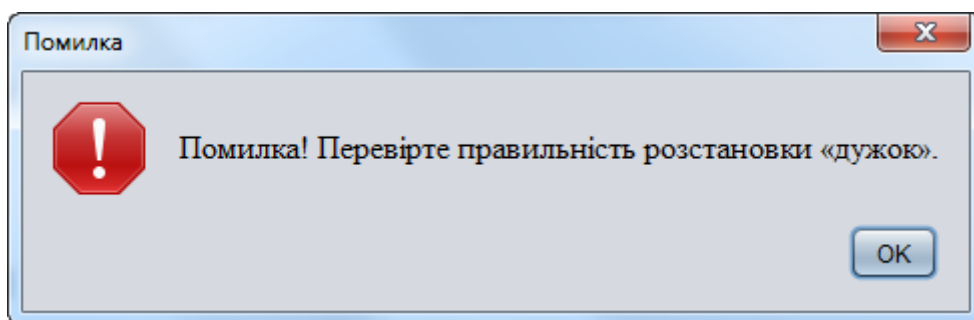 Помилка
Помилка! Перевірте правильність розстановки «дужок».
OK